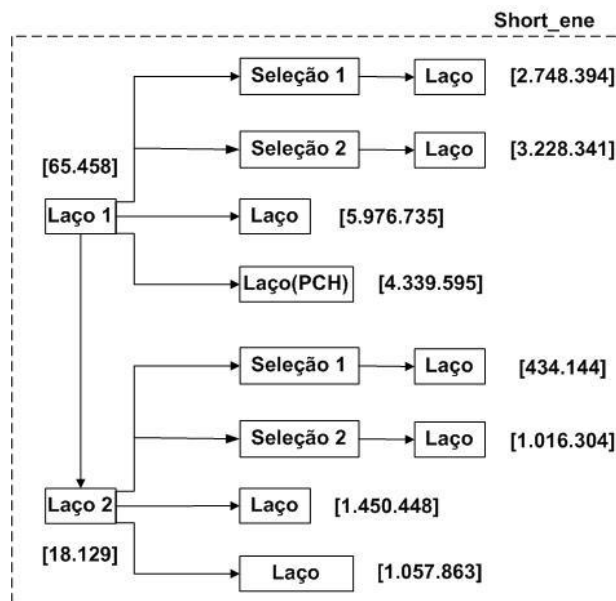 Short_ene
Seleção 1 Laço [2.748.394]
Seleção 2 Laço [3.228.341]
[65.458]
Laço 1 Laço [5.976.735]
Laço(PCH) [4.339.595]
Seleção 1 Laço [434.144]
Seleção 2 Laço [1.016.304]
Laço 2 Laço [1.450.448]
[18.129]
Laço [1.057.863]